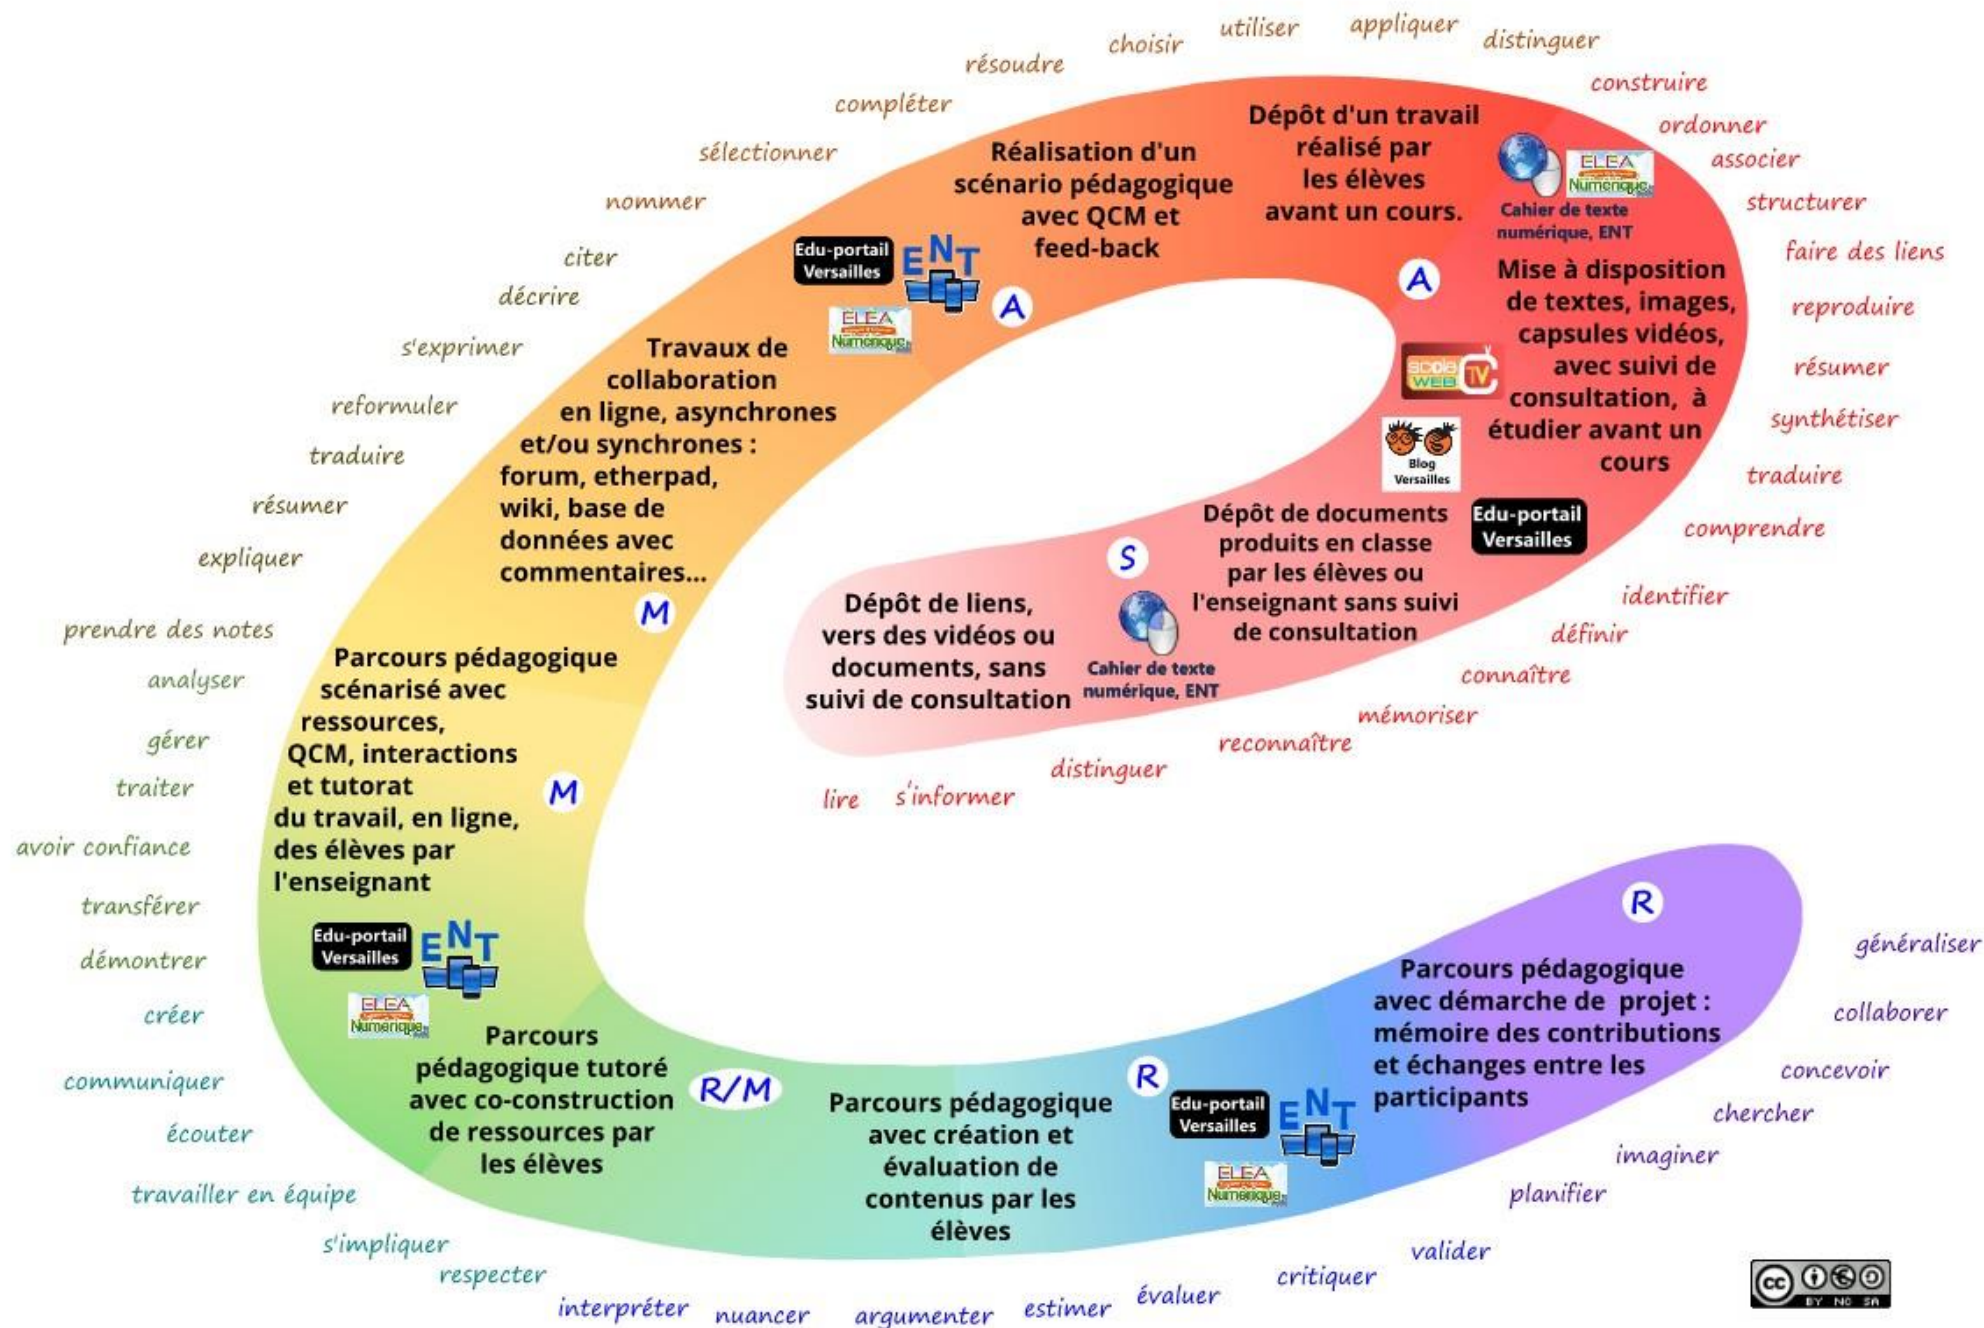 utiliser
appliquer
choisir
distinguer
résoudre
construire
compléter
ordonner
sélectionner
associer
nommer
structurer
citer
faire des liens
décrire
reproduire
s'exprimer
résumer
reformuler
synthétiser
traduire
traduire
résumer
comprendre
expliquer
identifier
prendre des notes
définir
analyser
connaître
gérer
mémoriser
traiter
reconnaître
avoir confiance
distinguer
transférer
s'informer
démontrer
lire
créer
communiquer
écouter
travailler en équipe
s'impliquer
respecter
interpréter
nuancer
argumenter
estimer
évaluer
critiquer
valider
planifier
imaginer
chercher
concevoir
collaborer
généraliser
Dépôt de liens,
vers des vidéos ou
documents, sans
suivi de consultation
S
Cahier de texte
numérique, ENT
Dépôt de documents
produits en classe
par les élèves ou
l'enseignant sans suivi
de consultation
Edu-portail
Versailles
Blog
Versailles
scola
WEB TV
Mise à disposition
de textes, images,
capsules vidéos,
avec suivi de
consultation, à
étudier avant un
cours
A
Cahier de texte
numérique, ENT
ELEA
Numérique
Dépôt d'un travail
réalisé par
les élèves
avant un cours.
Réalisation d'un
scénario pédagogique
avec QCM et
feed-back
A
Edu-portail
Versailles
ENT
ELEA
Numérique
Travaux de
collaboration
en ligne, asynchrones
et/ou synchrones :
forum, etherpad,
wiki, base de
données avec
commentaires...
M
Parcours pédagogique
scénarisé avec
ressources,
QCM, interactions
et tutorat
du travail, en ligne,
des élèves par
l'enseignant
M
Edu-portail
Versailles
ENT
ELEA
Numérique
Parcours
pédagogique tutoré
avec co-construction
de ressources par
les élèves
R/M
Parcours pédagogique
avec création et
évaluation de
contenus par les
élèves
R
Edu-portail
Versailles
ENT
ELEA
Numérique
Parcours pédagogique
avec démarche de projet :
mémoire des contributions
et échanges entre les
participants
R
cc
BY NC SA